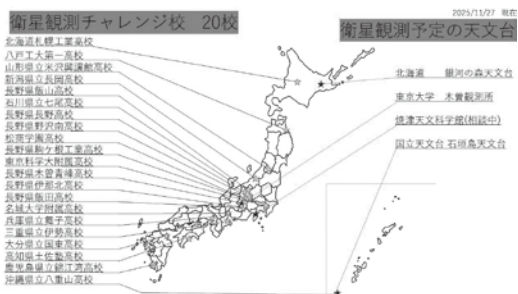 2025/11/27 現在
衛星観測チャレンジ校 20校
北海道札幌工業高校
八戸工大第一高校
山形県立米沢興譲館高校
新潟県立長岡高校
長野県飯山高校
石川県立七尾高校
長野県長野高校
長野県野沢南高校
松商学園高校
長野県駒ケ根工業高校
東京科学大附属高校
長野県木曽青峰高校
長野県伊那北高校
長野県飯田高校
名城大学附属高校
兵庫県立舞子高校
三重県立伊勢高校
大分県立国東高校
高知県土佐塾高校
鹿児島県立錦江湾高校
沖縄県立八重山高校
衛星観測予定の天文台
北海道 銀河の森天文台
東京大学 木曽観測所
焼津天文科学館(相談中)
国立天文台 石垣島天文台